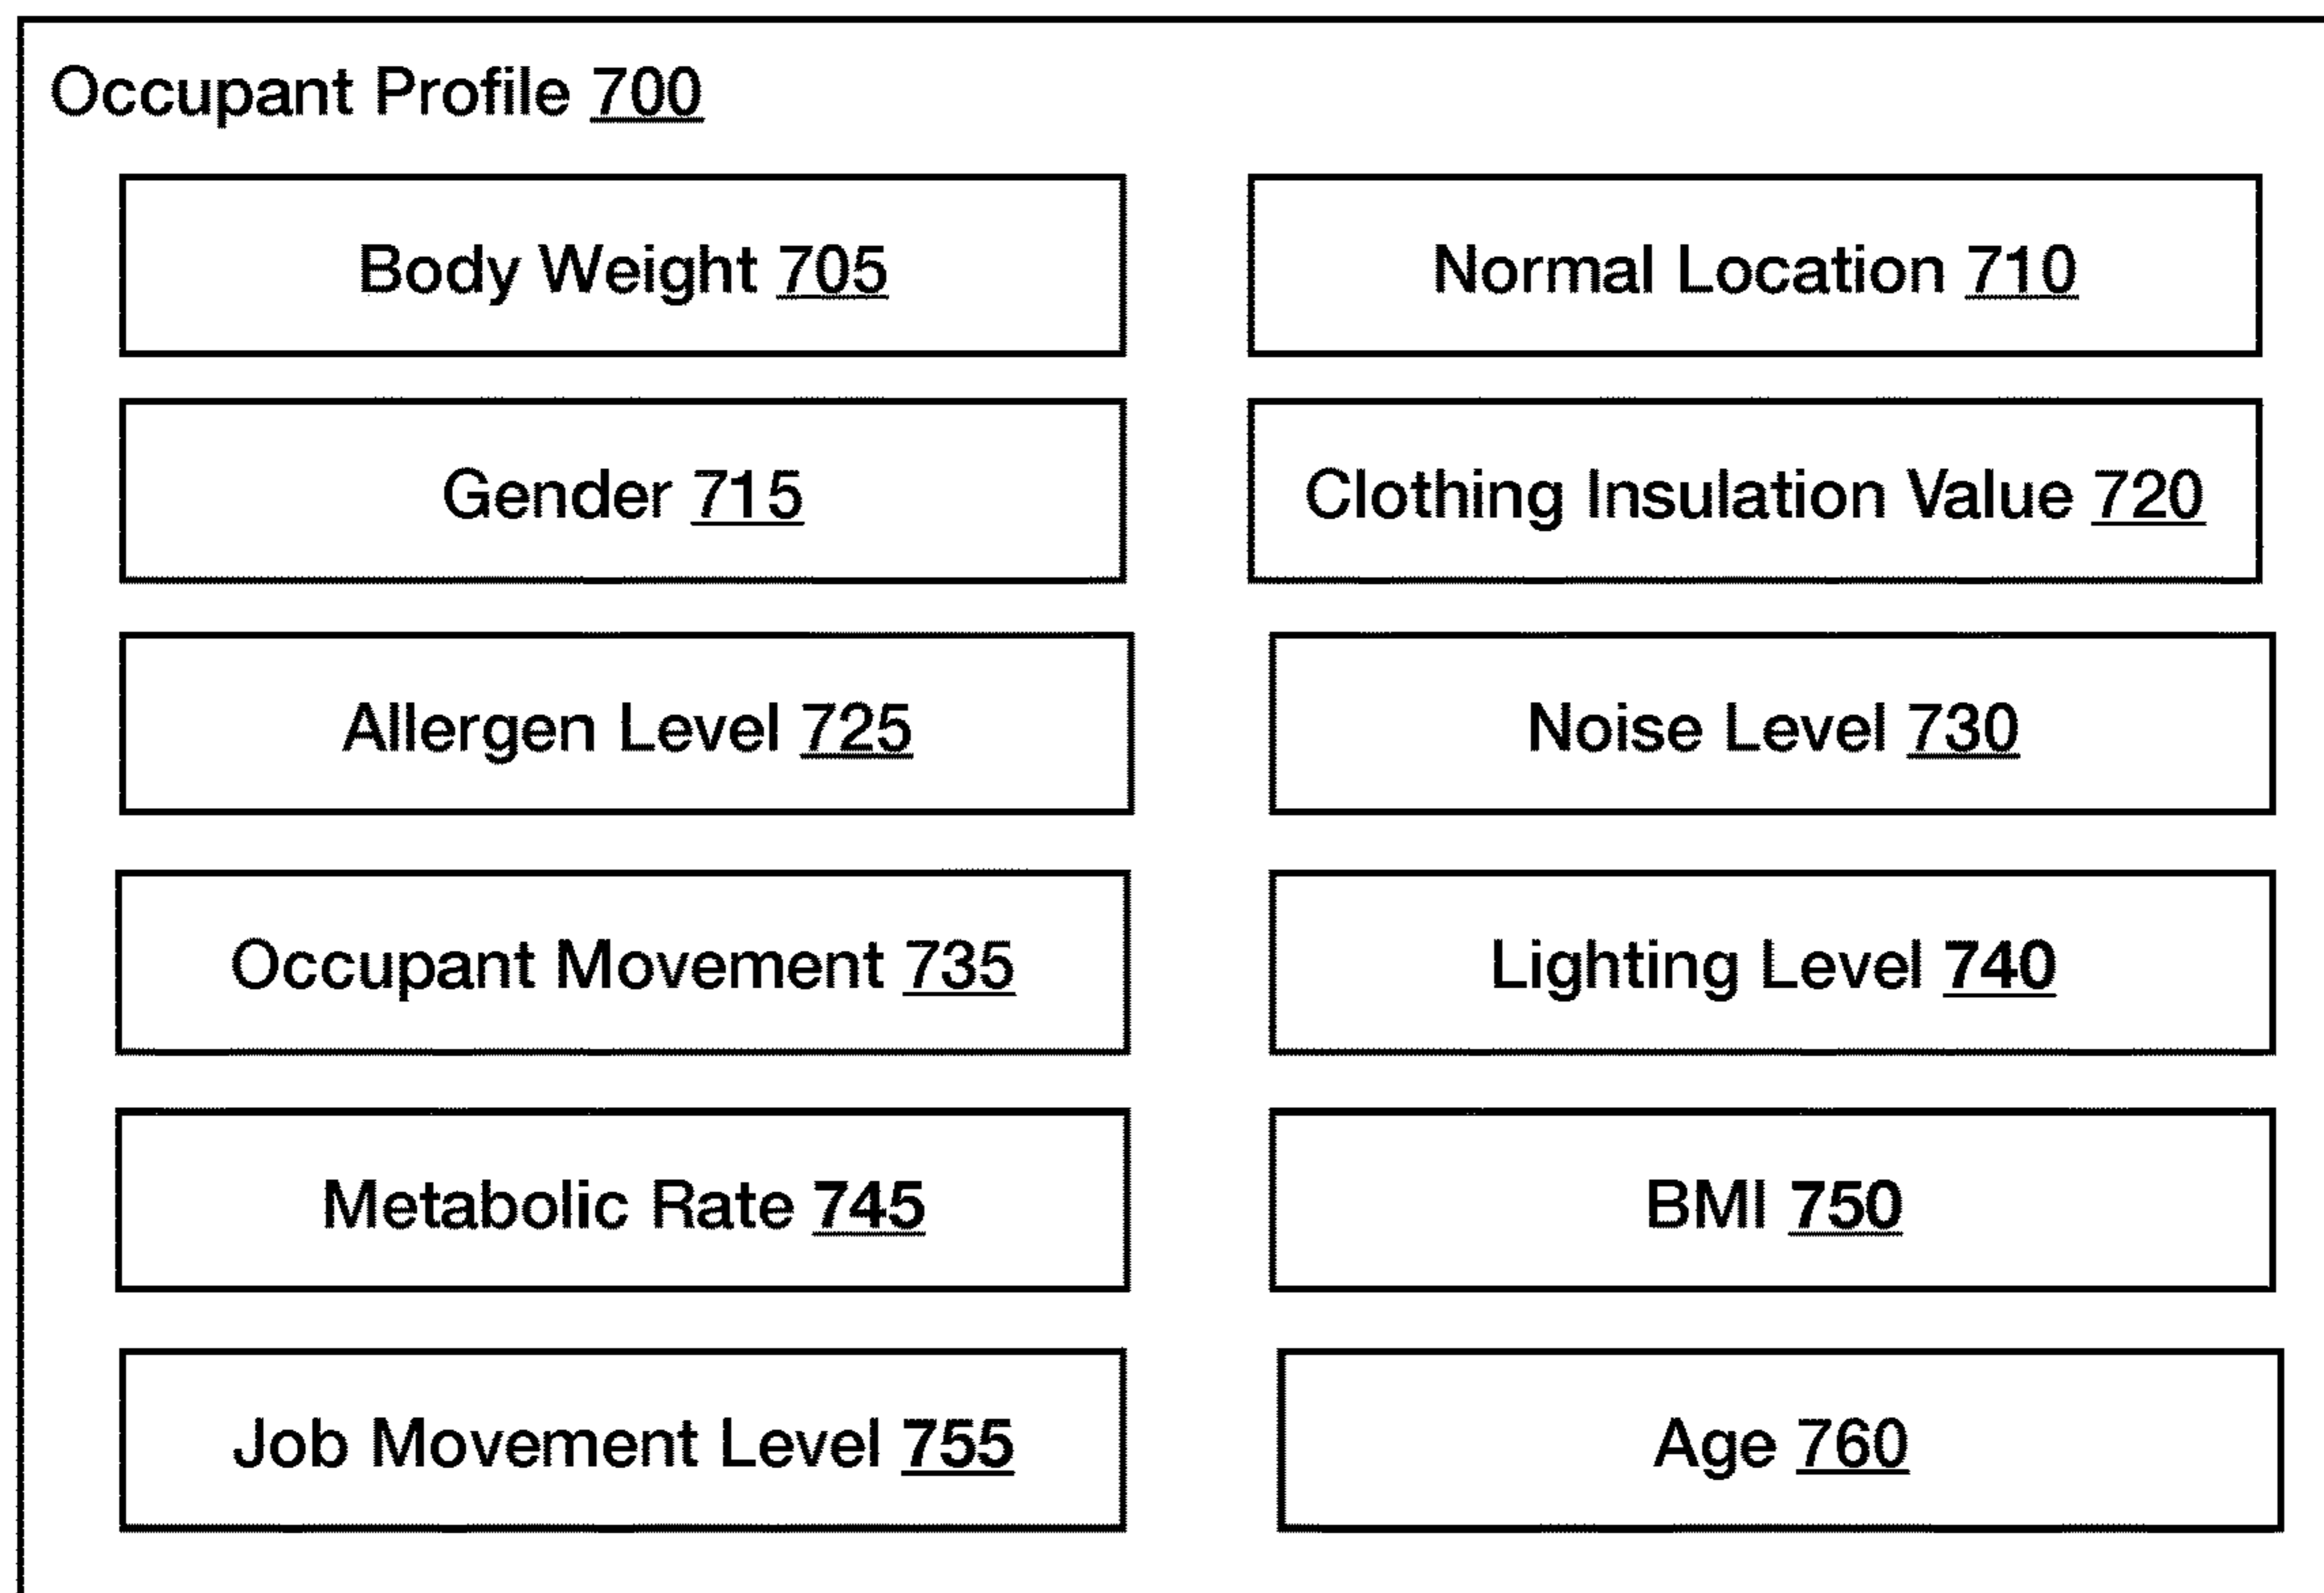 Occupant Profile 700
Body Weight 705
Normal Location 710
Gender 715
Clothing Insulation Value 720
Allergen Level 725
Noise Level 730
Occupant Movement 735
Lighting Level 740
Metabolic Rate 745
BMI 750
Job Movement Level 755
Age 760